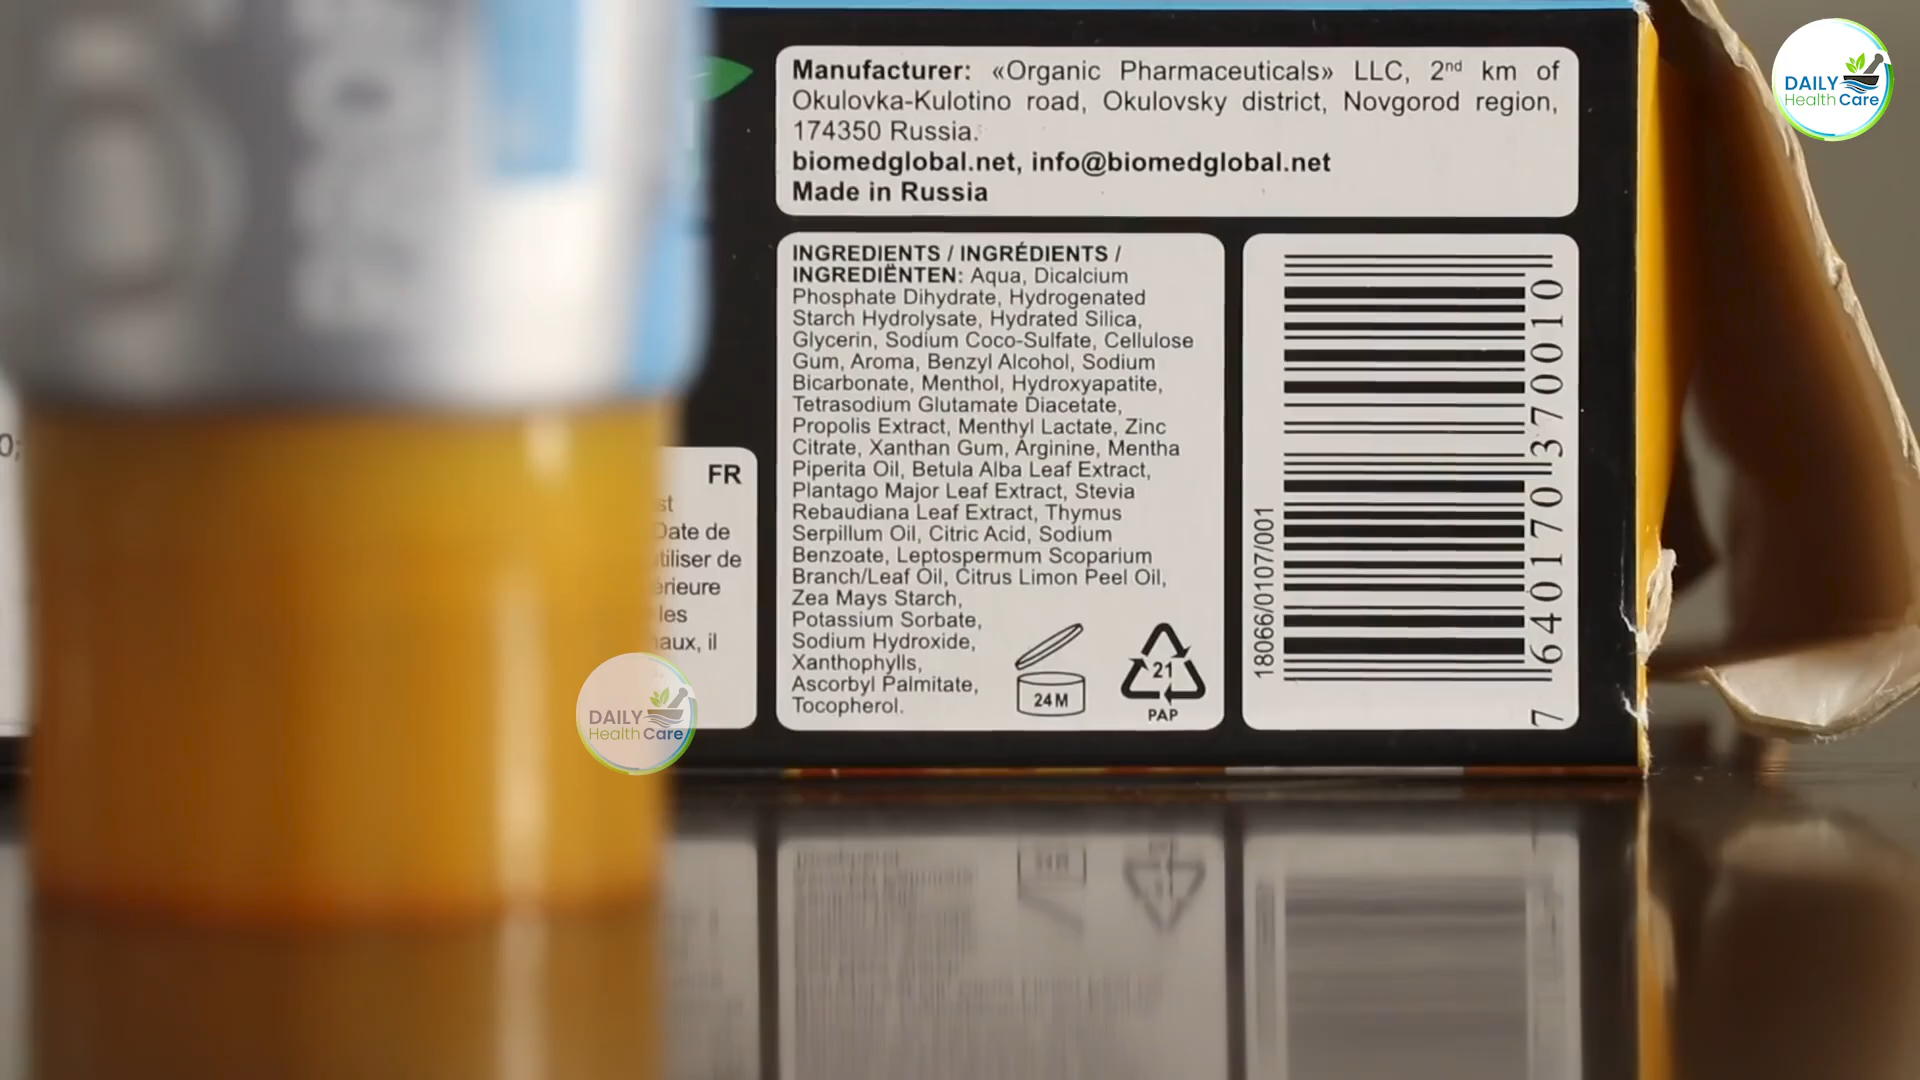 DAILY
Health Care
Manufacturer: «Organic Pharmaceuticals» LLC, 2nd km of
Okulovka-Kulotino road, Okulovsky district, Novgorod region,
174350 Russia.
biomedglobal.net, info@biomedglobal.net
Made in Russia
INGREDIENTS / INGRÉDIENTS /
INGREDIËNTEN: Aqua, Dicalcium
Phosphate Dihydrate, Hydrogenated
Starch Hydrolysate, Hydrated Silica,
Glycerin, Sodium Coco-Sulfate, Cellulose
Gum, Aroma, Benzyl Alcohol, Sodium
Bicarbonate, Menthol, Hydroxyapatite,
Tetrasodium Glutamate Diacetate,
Propolis Extract, Menthyl Lactate, Zinc
Citrate, Xanthan Gum, Arginine, Mentha
Piperita Oil, Betula Alba Leaf Extract,
Plantago Major Leaf Extract, Stevia
Rebaudiana Leaf Extract, Thymus
Serpillum Oil, Citric Acid, Sodium
Benzoate, Leptospermum Scoparium
Branch/Leaf Oil, Citrus Limon Peel Oil,
Zea Mays Starch,
Potassium Sorbate,
Sodium Hydroxide,
Xanthophylls,
Ascorbyl Palmitate,
Tocopherol.
24M
21
PAP
18066/0107/001
7 640170 370010
FR
st
Date de
utiliser de
érieure
les
naux, il
DAILY
Health Care